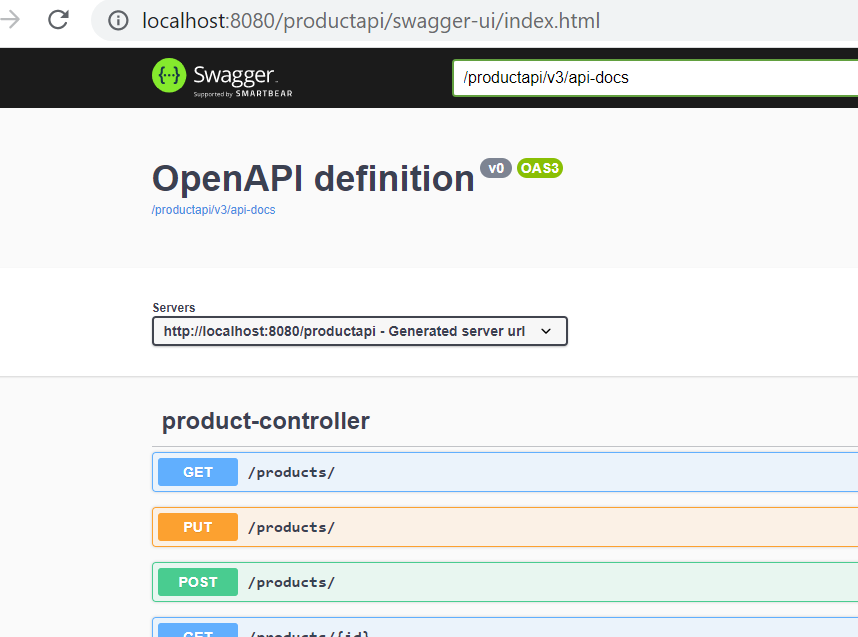 localhost:8080/productapi/swagger-ui/index.html
{··} Swagger.
Supported by SMARTBEAR
/productapi/v3/api-docs
OpenAPI definition v0 OAS3
/productapi/v3/api-docs
Servers
http://localhost:8080/productapi - Generated server url
product-controller
GET /products/
PUT /products/
POST /products/
GET /products/{id}